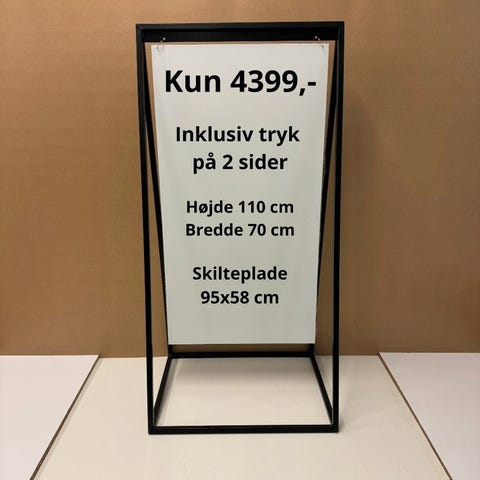 Kun 4399,-
Inklusiv tryk
på 2 sider
Højde 110 cm
Bredde 70 cm
Skilteplade
95x58 cm